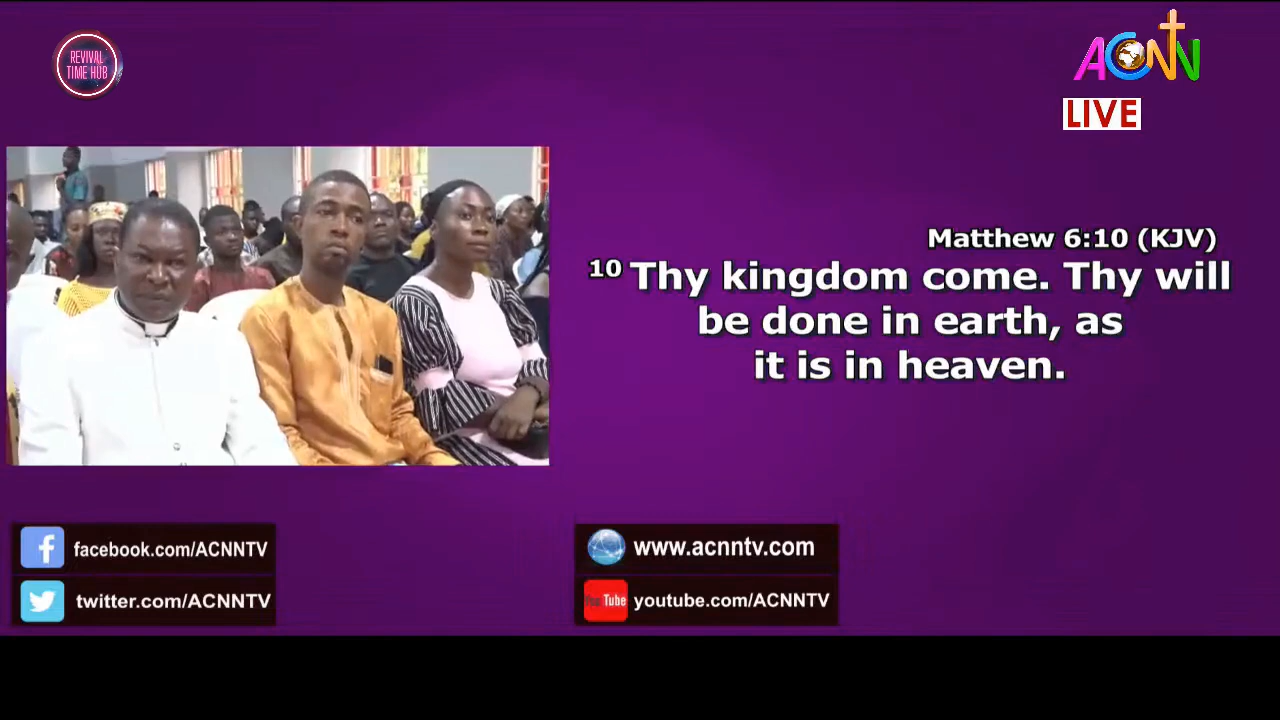 REVIVAL
TIME HUB
ACNN
LIVE
Matthew 6:10 (KJV)
10 Thy kingdom come. Thy will
be done in earth, as
it is in heaven.
facebook.com/ACNNTV
www.acnntv.com
twitter.com/ACNNTV
YouTube
youtube.com/ACNNTV